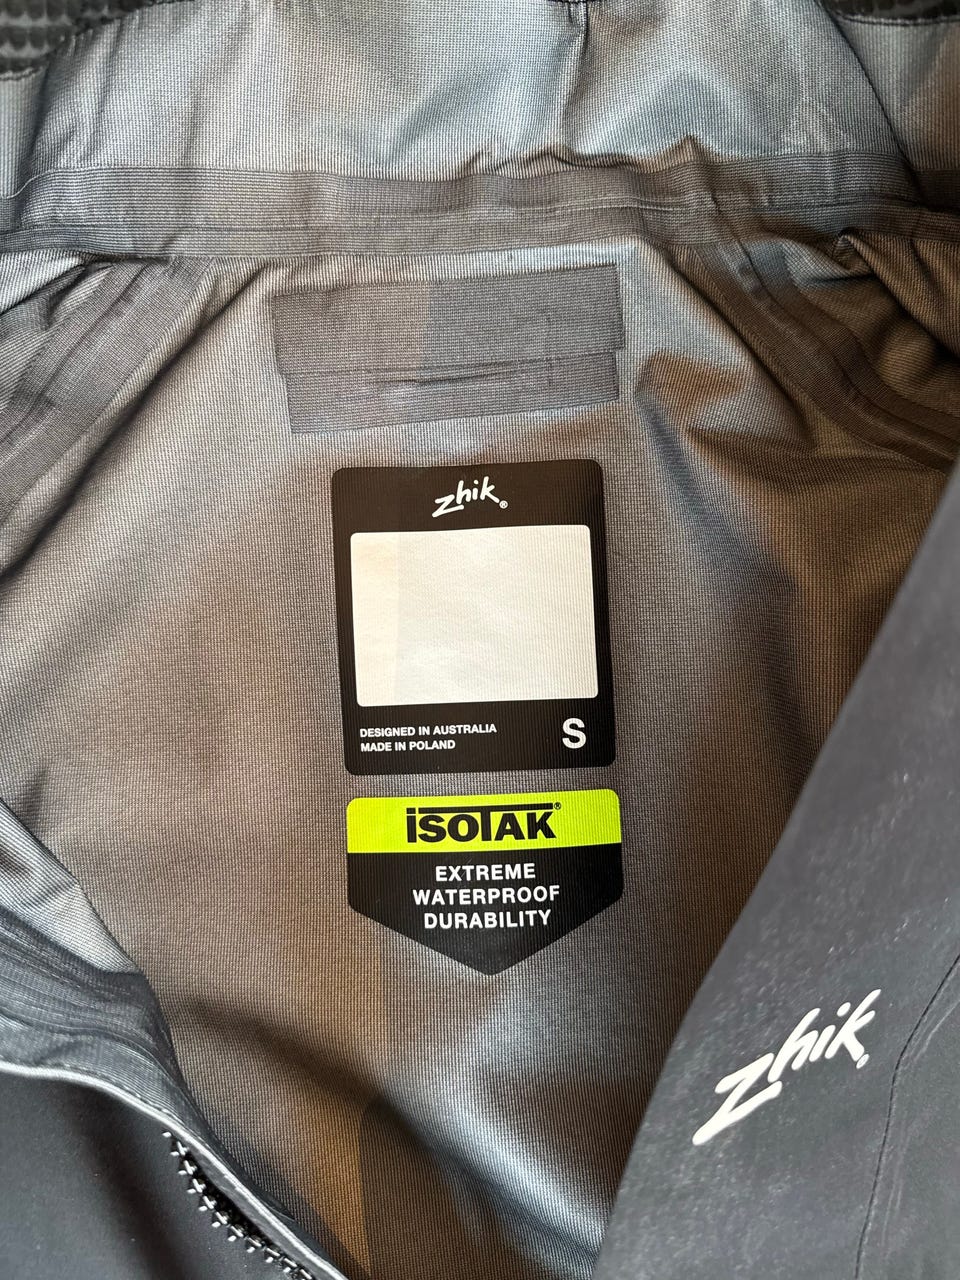 zhik®
DESIGNED IN AUSTRALIA
MADE IN POLAND
S
ISOTAK®
EXTREME
WATERPROOF
DURABILITY
zhik®